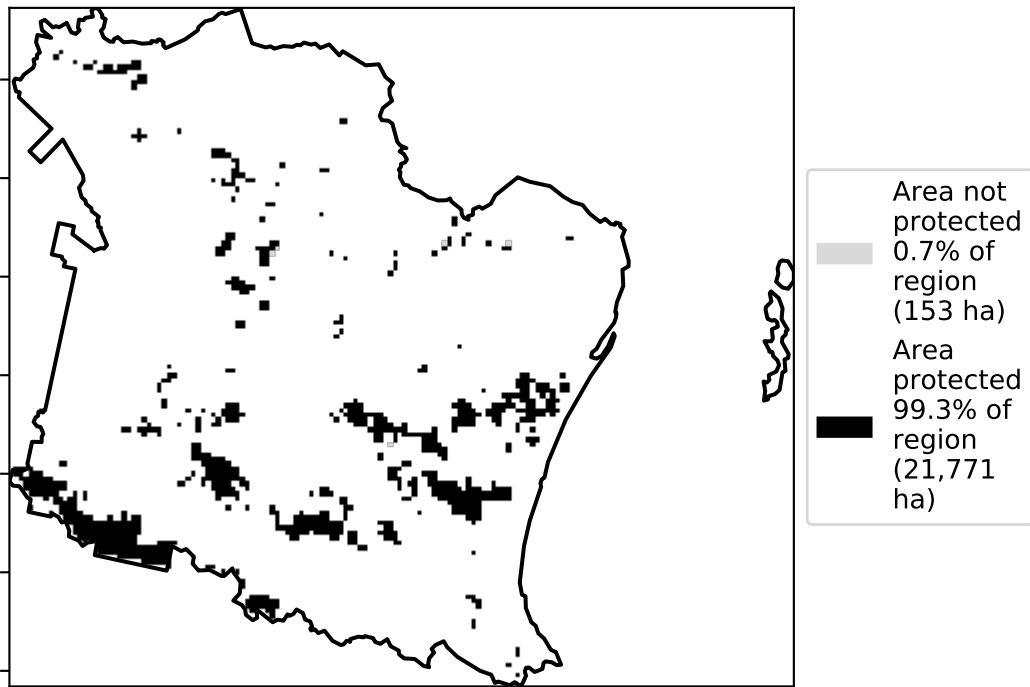 Area not
protected
0.7% of
region
(153 ha)
Area
protected
99.3% of
region
(21,771
ha)